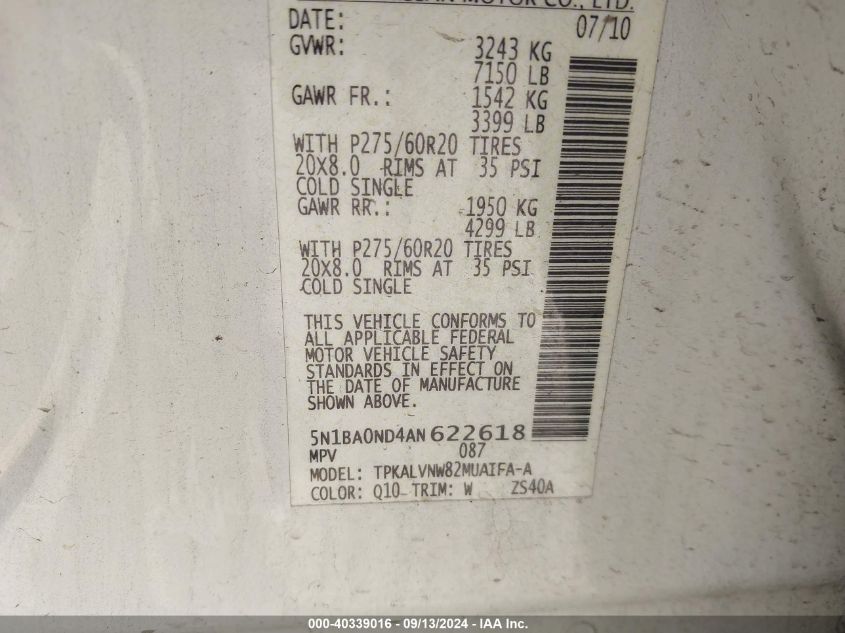 MOTOR CO., LTD.
DATE: 07/10
GVWR: 3243 KG
7150 LB
GAWR FR.: 1542 KG
3399 LB
WITH P275/60R20 TIRES
20X8.0 RIMS AT 35 PSI
COLD SINGLE
GAWR RR.: 1950 KG
4299 LB
WITH P275/60R20 TIRES
20X8.0 RIMS AT 35 PSI
COLD SINGLE
THIS VEHICLE CONFORMS TO
ALL APPLICABLE FEDERAL
MOTOR VEHICLE SAFETY
STANDARDS IN EFFECT ON
THE DATE OF MANUFACTURE
SHOWN ABOVE.
5N1BA0ND4AN622618
MPV 087
MODEL: TPKALVNW82MUAIFA-A
COLOR: Q10 TRIM: W ZS40A
000-40339016 - 09/13/2024 - IAA Inc.